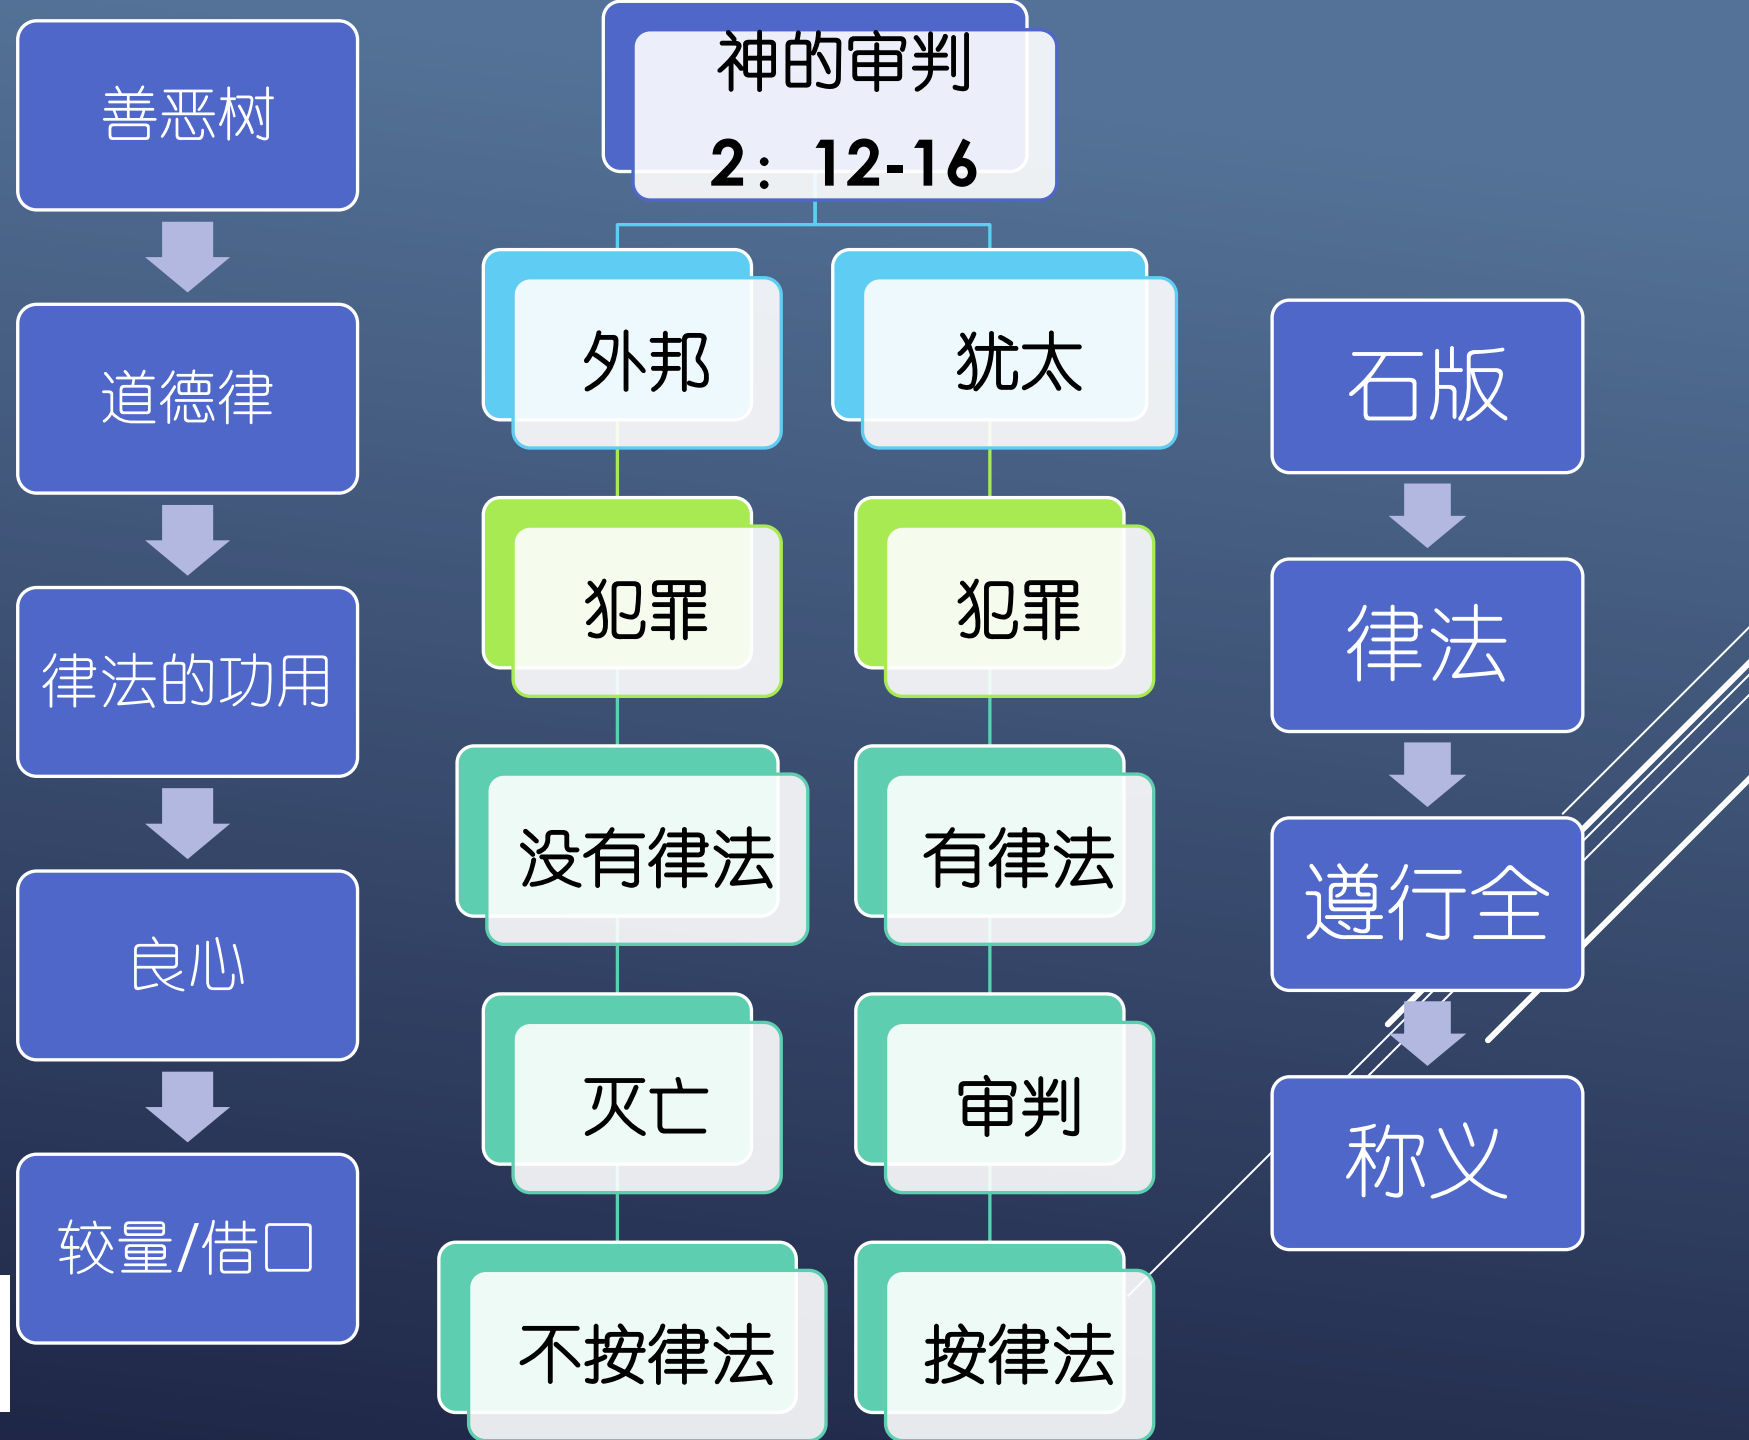 善恶树
道德律
律法的功用
良心
较量/借口
神的审判
2：12-16
外邦
犯罪
没有律法
灭亡
不按律法
犹太
犯罪
有律法
审判
按律法
石版
律法
遵行全
称义